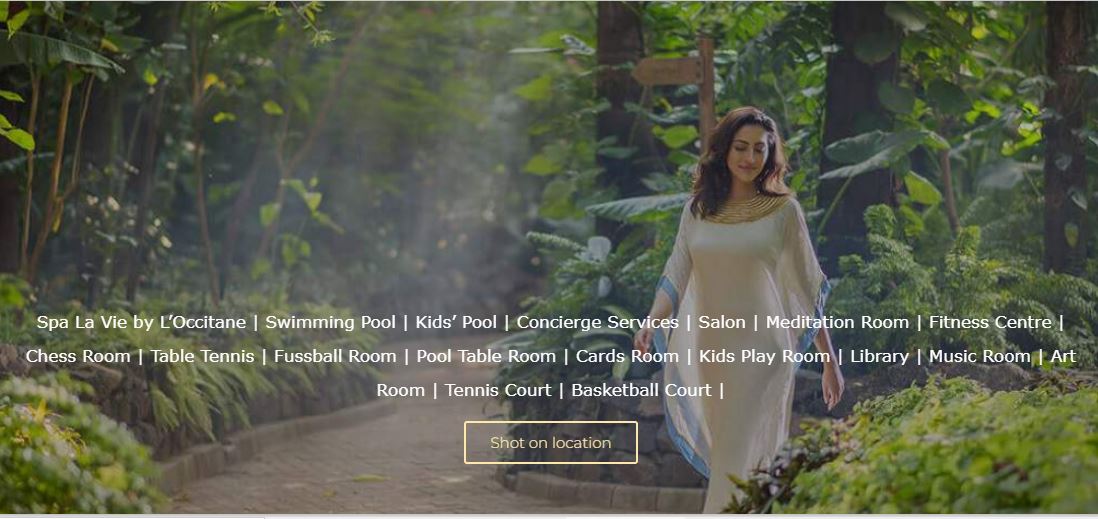 Spa La Vie by L’Occitane | Swimming Pool | Kids’ Pool | Concierge Services | Salon | Meditation Room | Fitness Centre |
Chess Room | Table Tennis | Fussball Room | Pool Table Room | Cards Room | Kids Play Room | Library | Music Room | Art
Room | Tennis Court | Basketball Court |
Shot on location